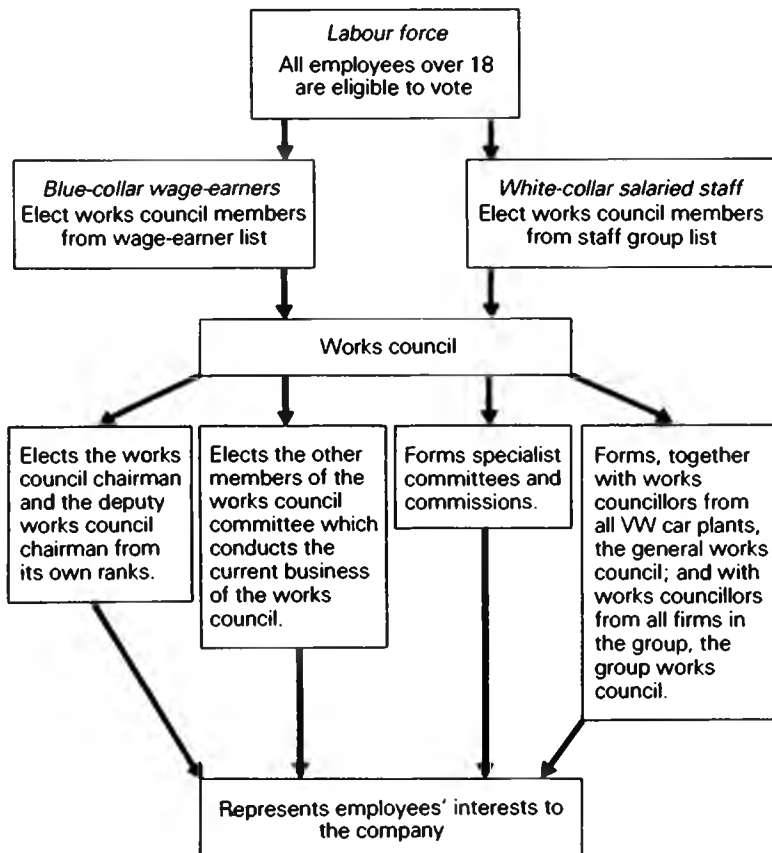 Labour force
All employees over 18
are eligible to vote
Blue-collar wage-earners
Elect works council members
from wage-earner list
White-collar salaried staff
Elect works council members
from staff group list
Works council
Elects the works
council chairman
and the deputy
works council
chairman from
its own ranks.
Elects the other
members of the
works council
committee which
conducts the
current business
of the works
council.
Forms specialist
committees and
commissions.
Forms, together
with works
councillors from
all VW car plants,
the general works
council; and with
works councillors
from all firms in
the group, the
group works
council.
Represents employees' interests to
the company